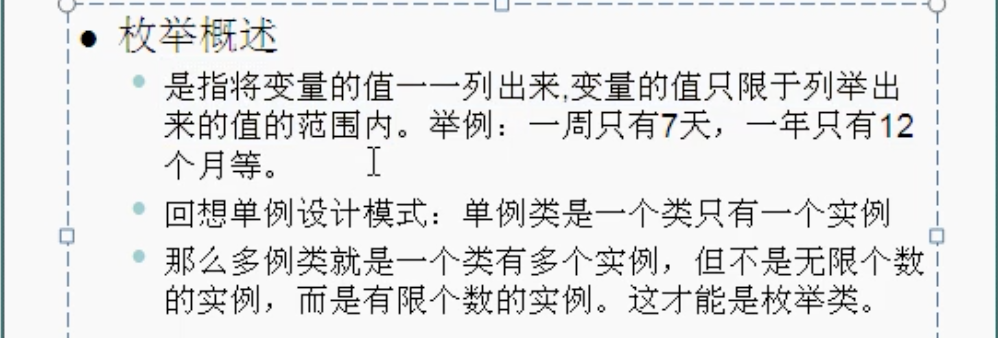 枚举概述
是指将变量的值一一列出来,变量的值只限于列举出
来的值的范围内。举例：一周只有7天，一年只有12
个月等。
回想单例设计模式：单例类是一个类只有一个实例
那么多例类就是一个类有多个实例，但不是无限个数
的实例，而是有限个数的实例。这才能是枚举类。